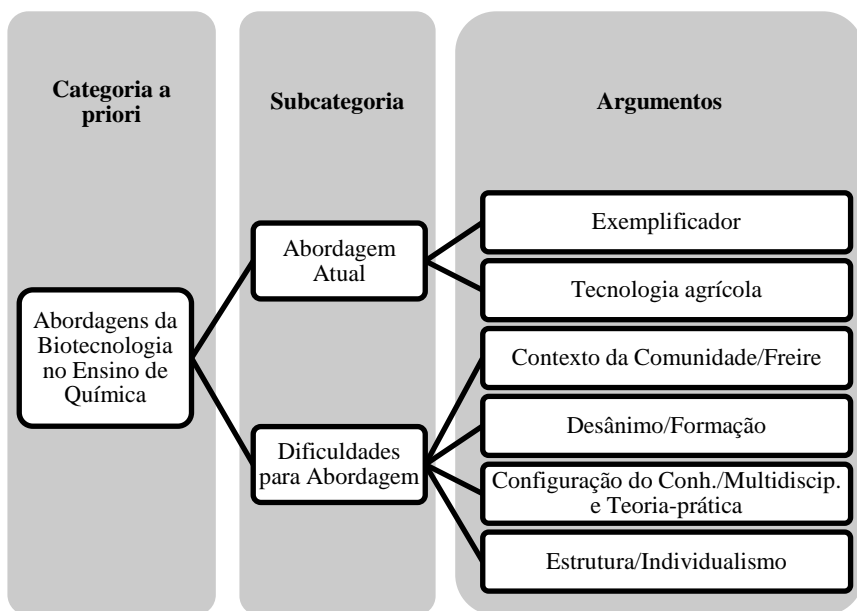 Categoria a
priori
Subcategoria
Argumentos
Abordagens da
Biotecnologia
no Ensino de
Química
Abordagem
Atual
Dificuldades
para Abordagem
Exemplificador
Tecnologia agrícola
Contexto da Comunidade/Freire
Desânimo/Formação
Configuração do Conh./Multidiscip.
e Teoria-prática
Estrutura/Individualismo